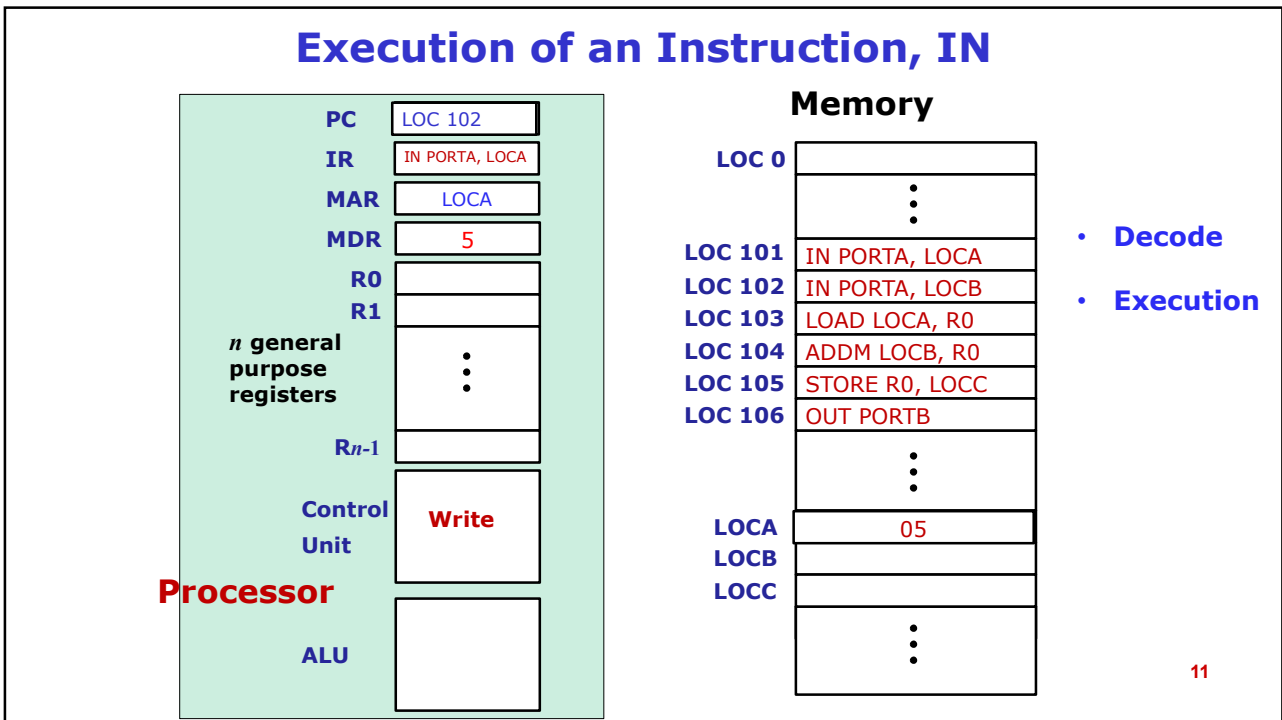 Execution of an Instruction, IN
PC LOC 102
IR IN PORTA, LOCA
MAR LOCA
MDR 5
R0
R1
n general
purpose
registers
Rn-1
Control
Unit
Write
Processor
ALU
Memory
LOC 0
LOC 101 IN PORTA, LOCA
LOC 102 IN PORTA, LOCB
LOC 103 LOAD LOCA, R0
LOC 104 ADDM LOCB, R0
LOC 105 STORE R0, LOCC
LOC 106 OUT PORTB
LOCA 05
LOCB
LOCC
• Decode
• Execution
11